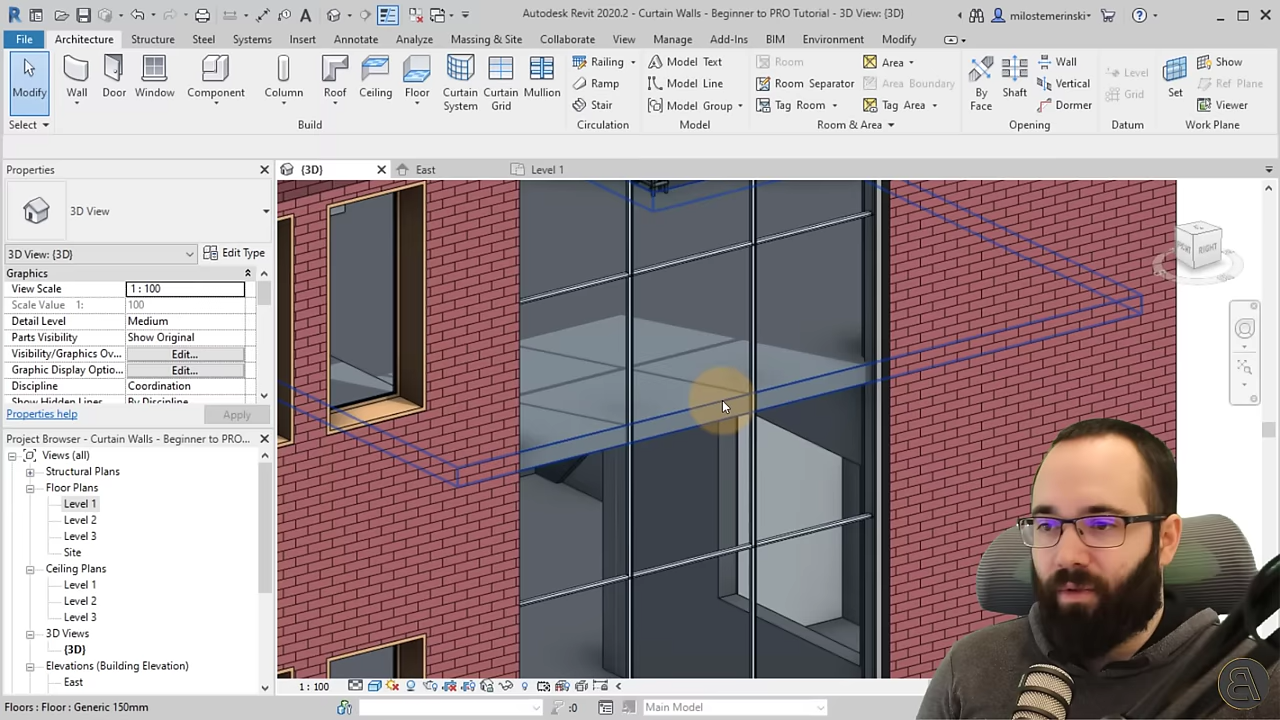 Autodesk Revit 2020.2 - Curtain Walls - Beginner to PRO Tutorial - 3D View: {3D}
milostemerinski
File Architecture Structure Steel Systems Insert Annotate Analyze Massing & Site Collaborate View Manage Add-Ins BIM Environment Modify
Modify
Wall
Door
Window
Component
Column
Roof
Ceiling
Floor
Curtain System
Curtain Grid
Mullion
Railing
Ramp
Stair
Model Text
Model Line
Model Group
Room
Room Separator
Tag Room
Area
Area Boundary
Tag Area
By Face
Shaft
Wall
Vertical
Dormer
Level
Grid
Set
Show
Ref Plane
Viewer
Select Build Circulation Model Room & Area Opening Datum Work Plane
Properties
{3D}
East
Level 1
3D View
3D View: {3D} Edit Type
Graphics
View Scale 1 : 100
Scale Value 1: 100
Detail Level Medium
Parts Visibility Show Original
Visibility/Graphics Ov... Edit...
Graphic Display Optio... Edit...
Discipline Coordination
Show Hidden Lines By Discipline
Properties help Apply
Project Browser - Curtain Walls - Beginner to PRO...
Views (all)
Structural Plans
Floor Plans
Level 1
Level 2
Level 3
Site
Ceiling Plans
Level 1
Level 2
Level 3
3D Views
{3D}
Elevations (Building Elevation)
East
RIGHT
1 : 100
Floors : Floor : Generic 150mm
:0
Main Model